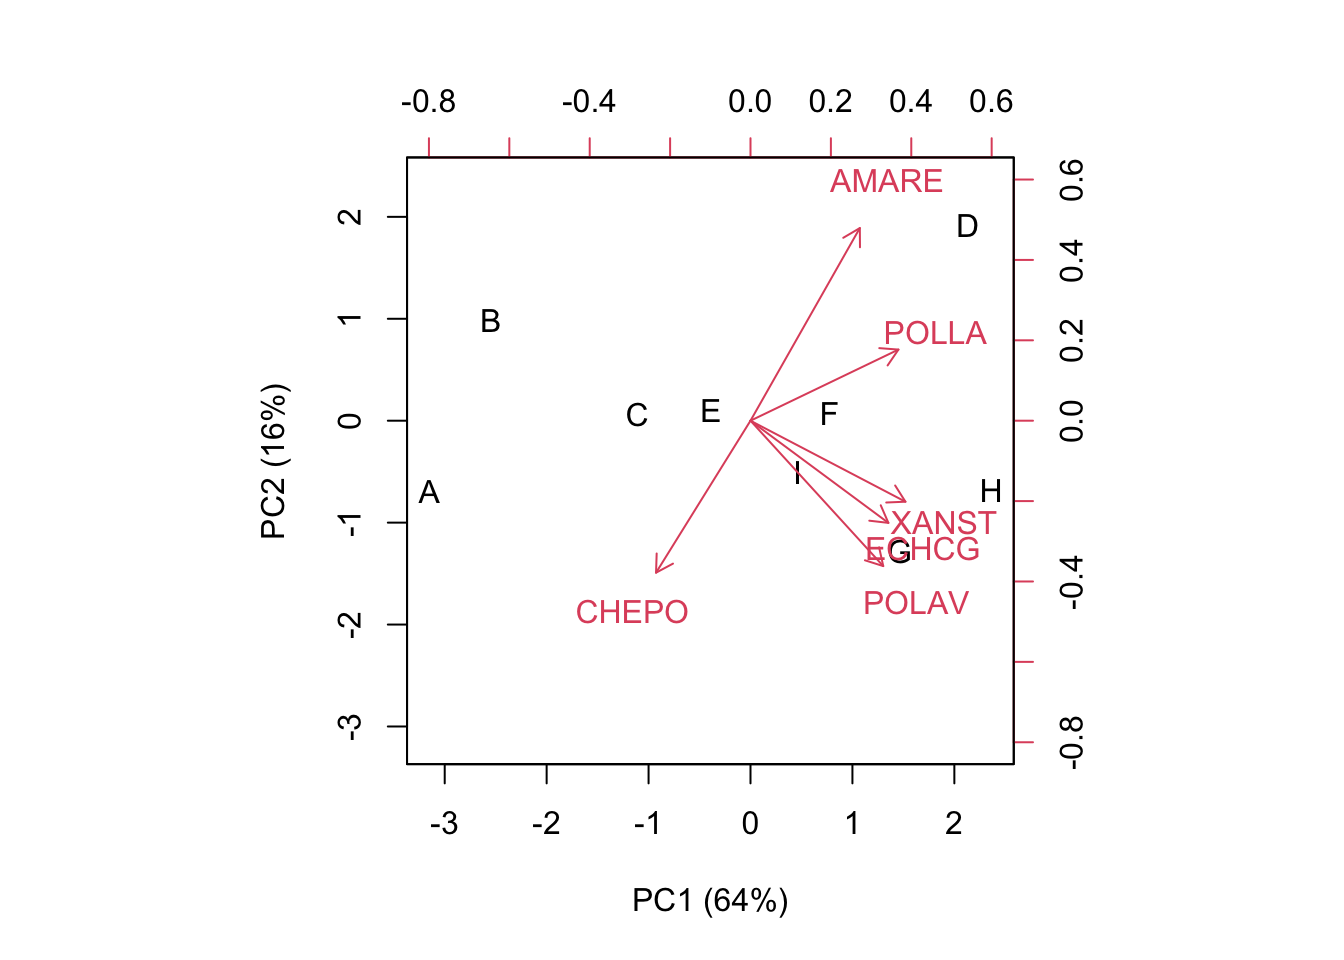 -0.8 -0.4 0.0 0.2 0.4 0.6
AMARE
D
POLLA
B
C E F
I
A H
XANST
ECHCG
G
POLAV
CHEPO
2
1
0
-1
-2
-3
PC2 (16%)
0.6
0.4
0.2
0.0
-0.4
-0.8
-3 -2 -1 0 1 2
PC1 (64%)